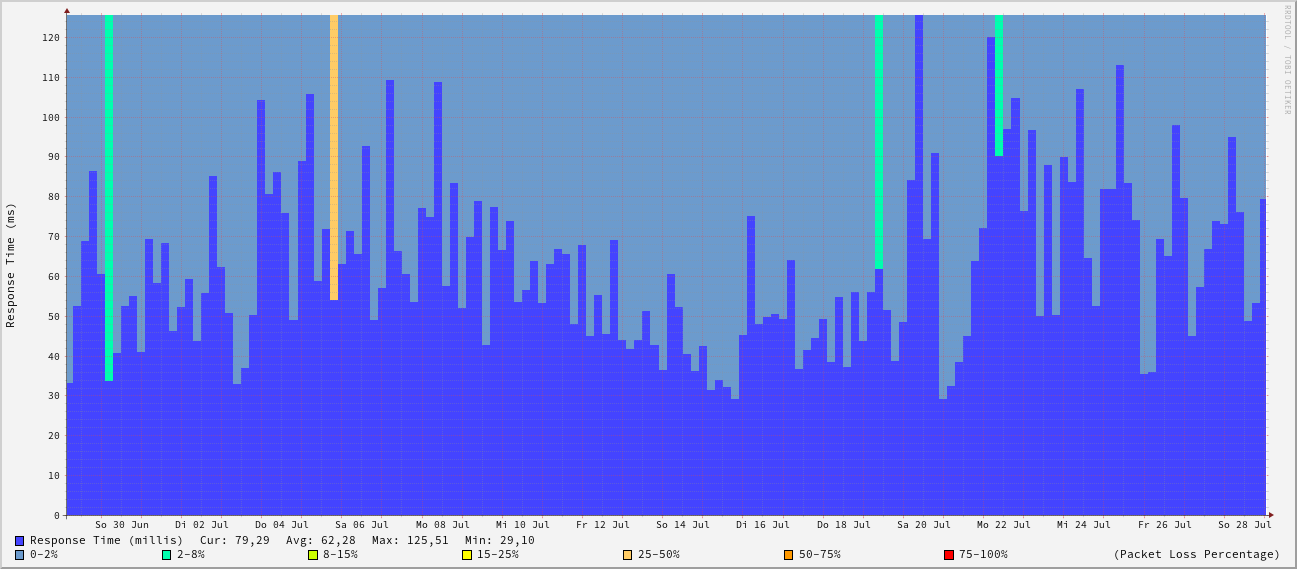 RRDTOOL / TOBI OETIKER
Response Time (ms)
120
110
100
90
80
70
60
50
40
30
20
10
0
So 30 Jun Di 02 Jul Do 04 Jul Sa 06 Jul Mo 08 Jul Mi 10 Jul Fr 12 Jul So 14 Jul Di 16 Jul Do 18 Jul Sa 20 Jul Mo 22 Jul Mi 24 Jul Fr 26 Jul So 28 Jul
Response Time (millis) Cur: 79,29 Avg: 62,28 Max: 125,51 Min: 29,10
0-2% 2-8% 8-15% 15-25% 25-50% 50-75% 75-100% (Packet Loss Percentage)